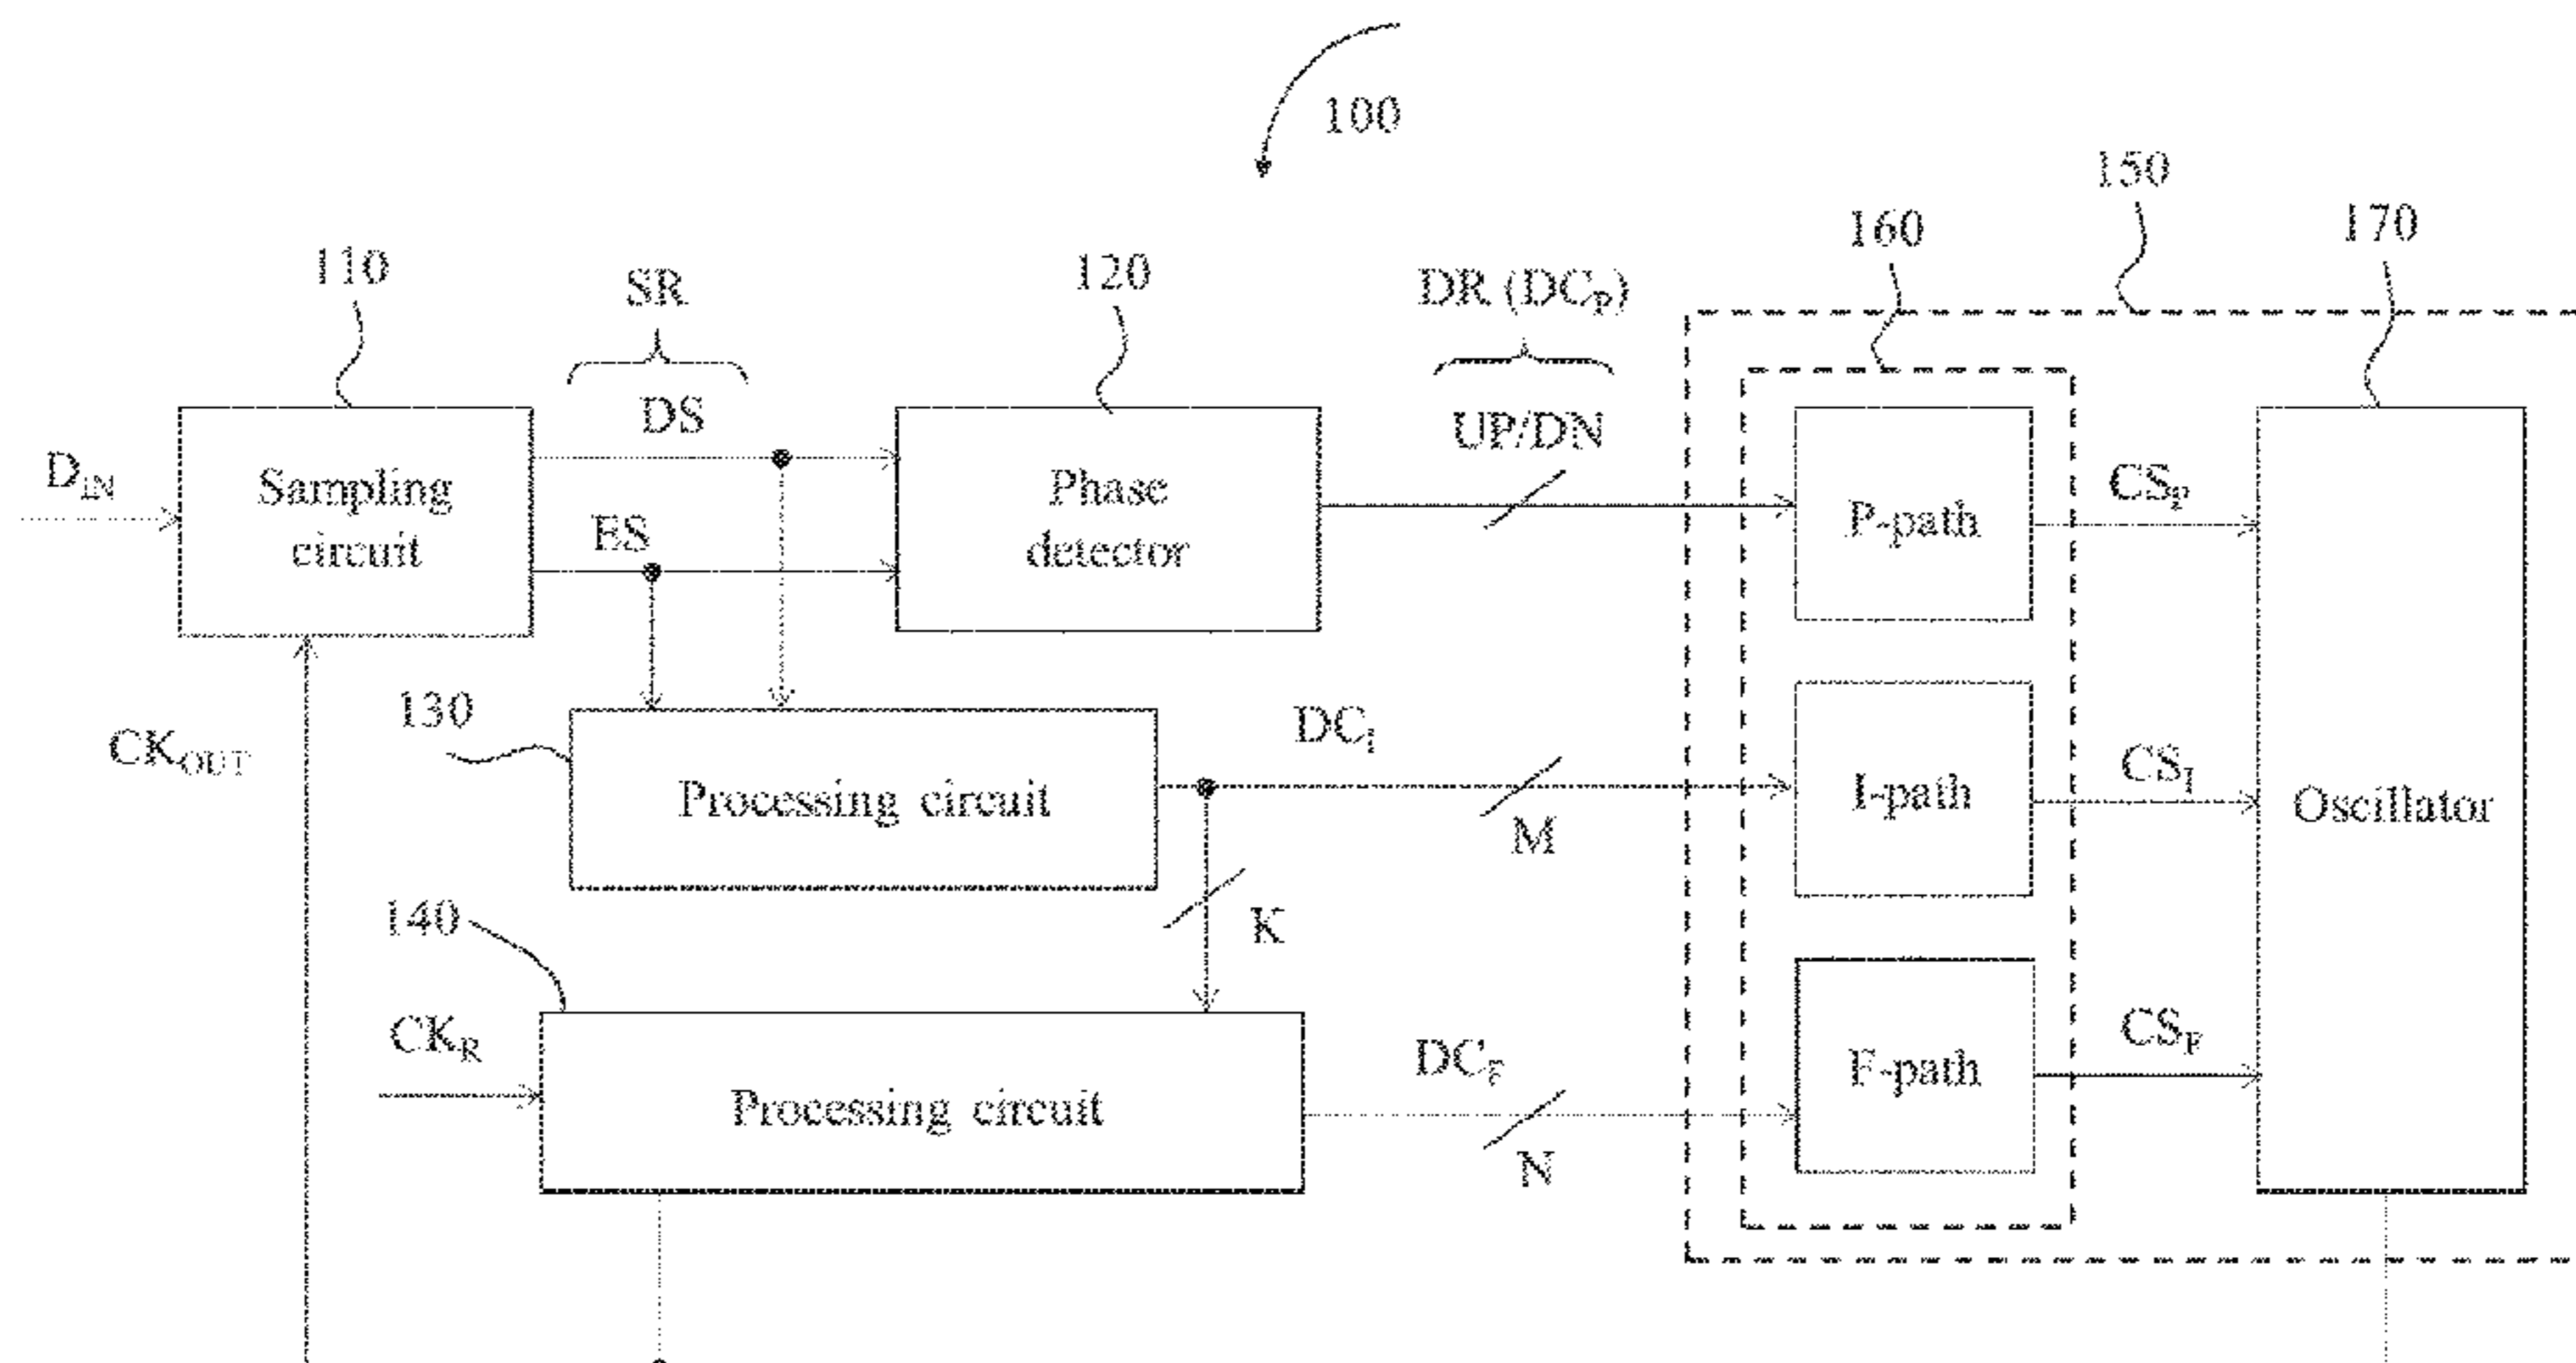 100
150
160
170
110
SR
120
DR (DCP)
DS
UP/DN
DIN
Sampling
circuit
ES
Phase
detector
P-path
CSP
130
CKOUT
Processing circuit
DCI
M
I-path
CSI
Oscillator
140
K
CKR
Processing circuit
DCF
N
F-path
CSF